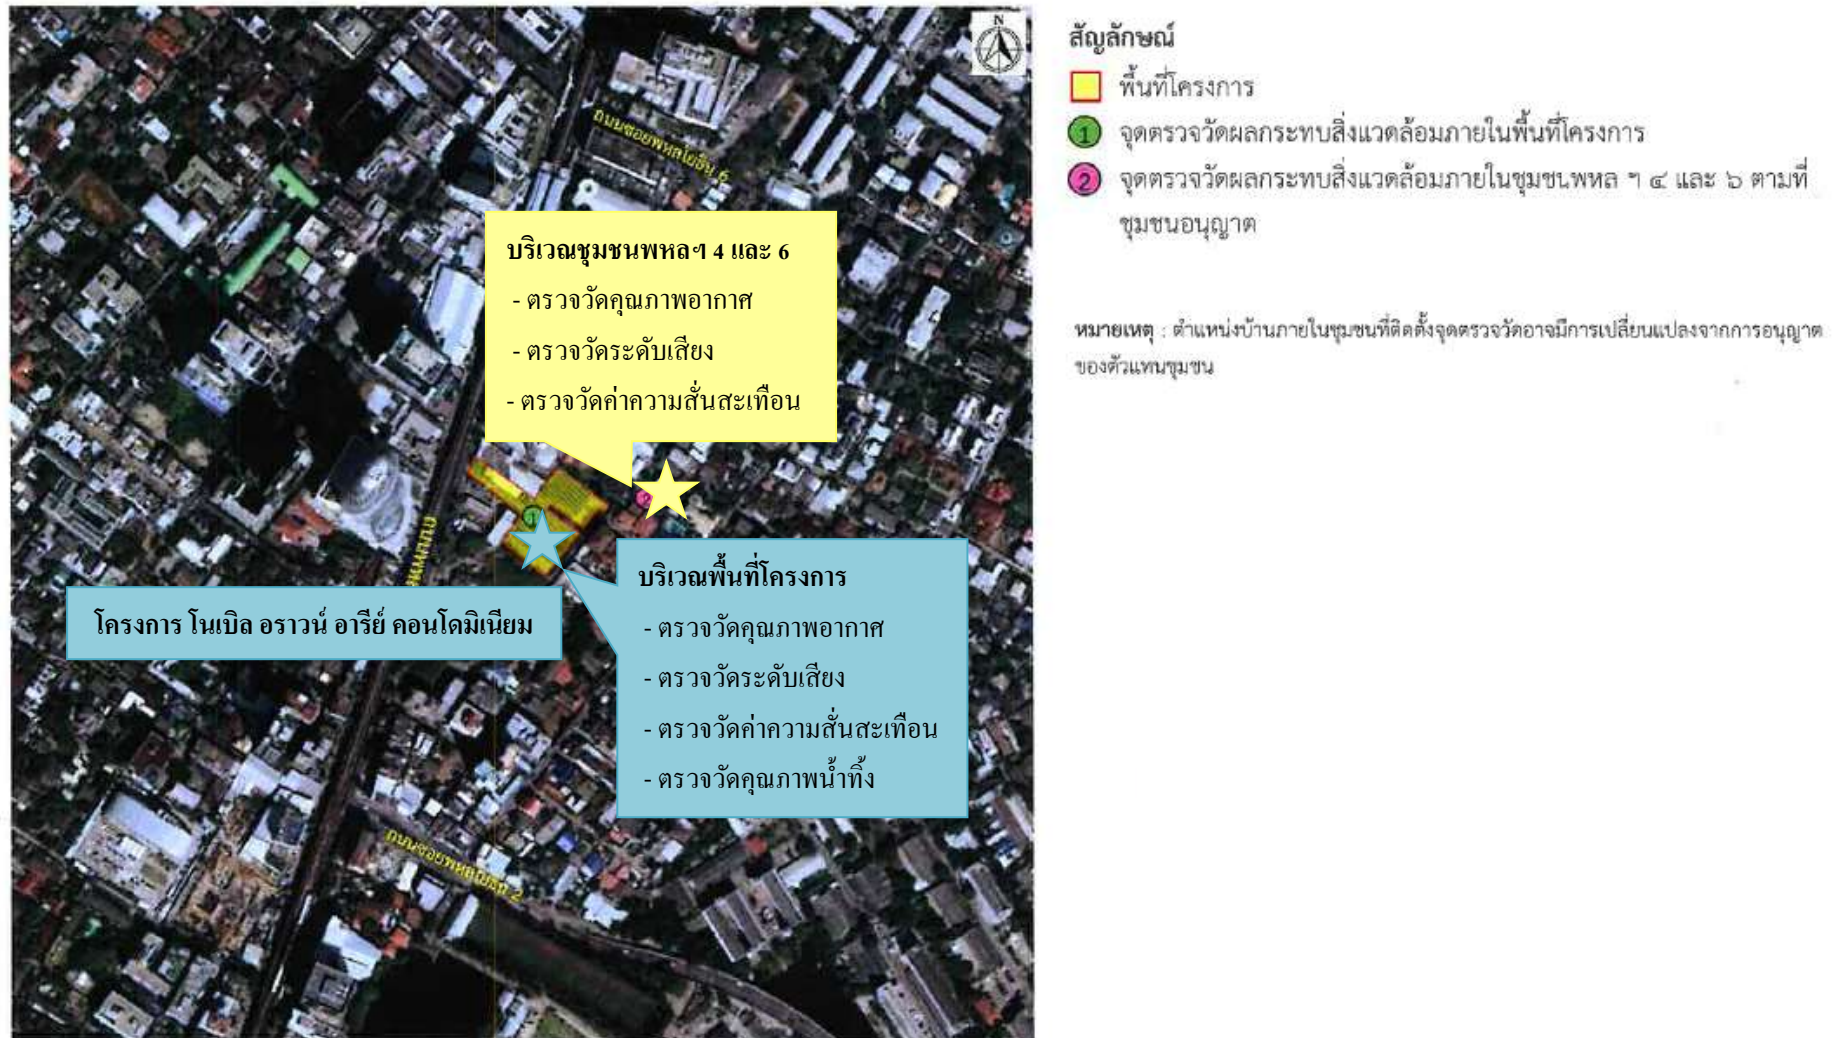 N
ถนนซอยพหลโยธิน 6
บริเวณชุมชนพหลฯ 4 และ 6
- ตรวจวัดคุณภาพอากาศ
- ตรวจวัดระดับเสียง
- ตรวจวัดค่าความสั่นสะเทือน
2
1
บริเวณพื้นที่โครงการ
- ตรวจวัดคุณภาพอากาศ
- ตรวจวัดระดับเสียง
- ตรวจวัดค่าความสั่นสะเทือน
- ตรวจวัดคุณภาพน้ำทิ้ง
โครงการ โนเบิล อราวน์ อารีย์ คอนโดมิเนียม
ถนนซอยพหลโยธิน 2
สัญลักษณ์
พื้นที่โครงการ
1 จุดตรวจวัดผลกระทบสิ่งแวดล้อมภายในพื้นที่โครงการ
2 จุดตรวจวัดผลกระทบสิ่งแวดล้อมภายในชุมชนพหล ฯ ๔ และ ๖ ตามที่
ชุมชนอนุญาต
หมายเหตุ : ตำแหน่งบ้านภายในชุมชนที่ติดตั้งจุดตรวจวัดอาจมีการเปลี่ยนแปลงจากการอนุญาต
ของตัวแทนชุมชน